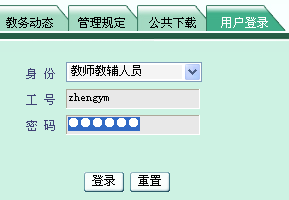 教务动态 管理规定 公共下载 用户登录
身 份 教师教辅人员
工 号 zhengym
密 码 ●●●●●●
登录 重置